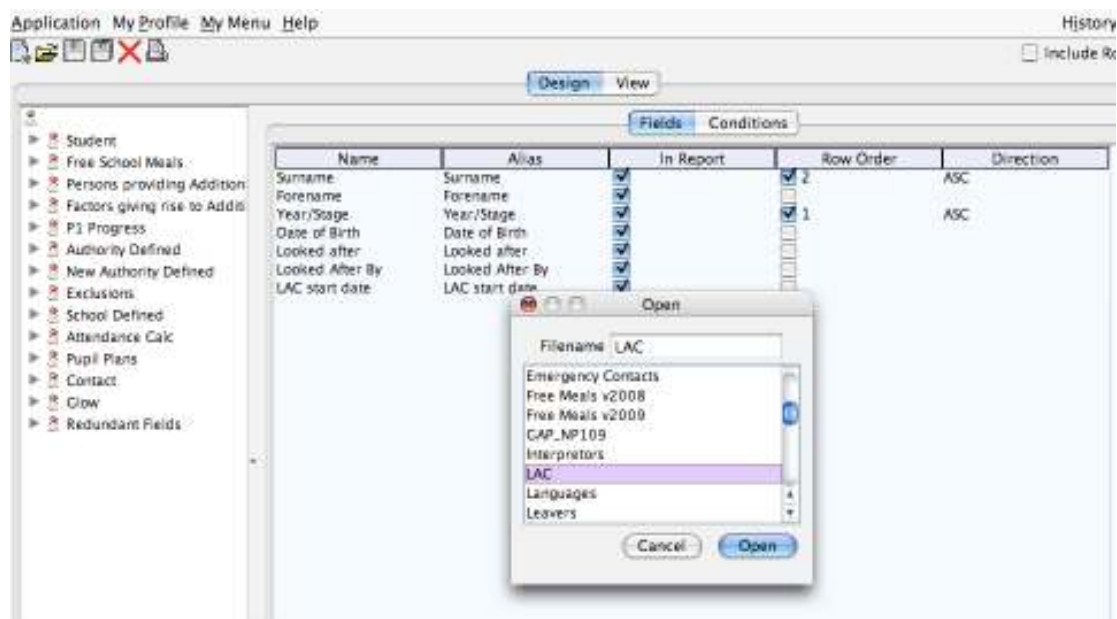 Application My Profile My Menu Help History
Include
Design View
Fields Conditions
Student
Free School Meals
Persons providing Addition
Factors giving rise to Additi
P1 Progress
Authority Defined
New Authority Defined
Exclusions
School Defined
Attendance Calc
Pupil Plans
Contact
Glow
Redundant Fields
Name Alias In Report Row Order Direction
Surname Surname 2 ASC
Forename Forename
Year/Stage Year/Stage 1 ASC
Date of Birth Date of Birth
Looked after Looked after
Looked After By Looked After By
LAC start date LAC start date
Open
Filename LAC
Emergency Contacts
Free Meals v2008
Free Meals v2009
GAP_NP109
Interpretors
LAC
Languages
Leavers
Cancel Open